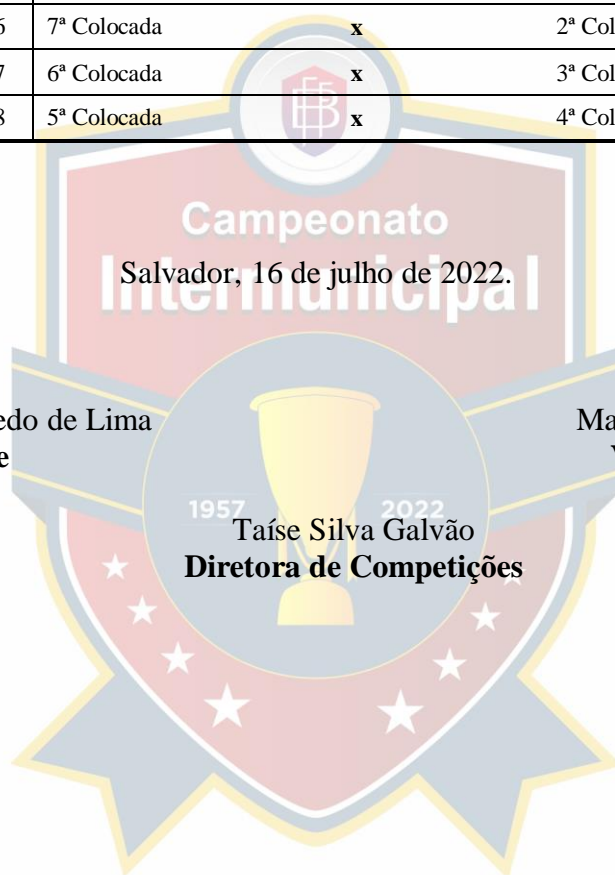 6 7ª Colocada x 2ª Col
7 6ª Colocada x 3ª Col
8 5ª Colocada x 4ª Col
Campeonato
Intermunicipal
Salvador, 16 de julho de 2022.
edo de Lima Ma
e V
1957 2022
Taíse Silva Galvão
Diretora de Competições